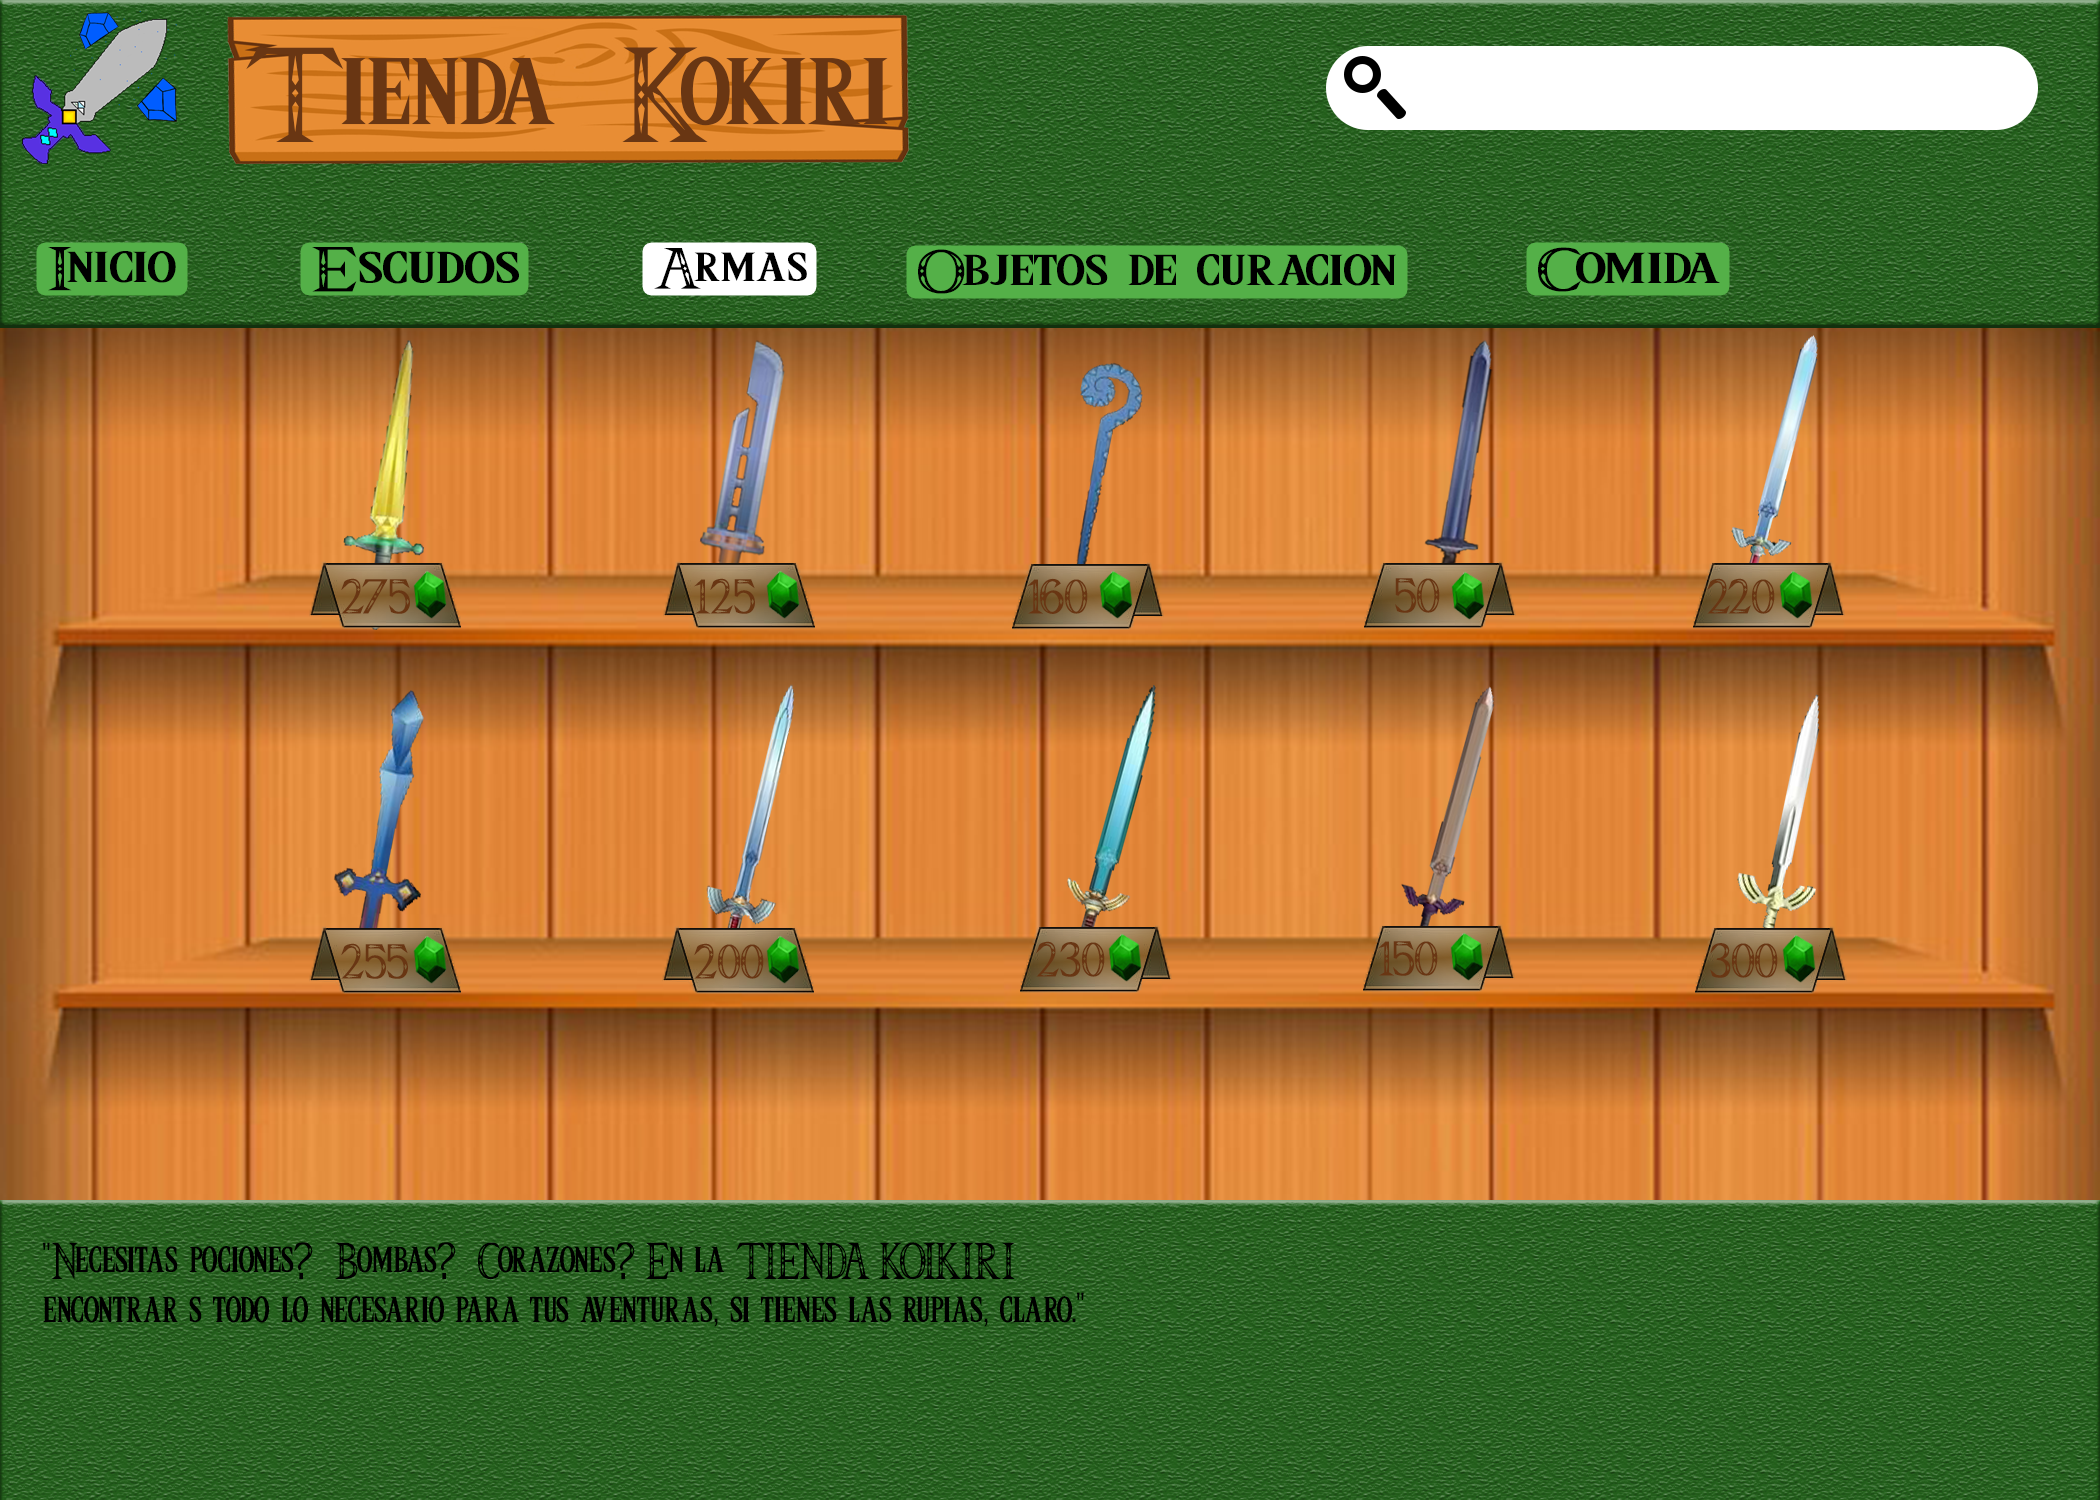 Tienda Kokiri
Inicio Escudos Armas Objetos de curacion Comida
275 125 160 50 220
255 200 230 150 300
"Necesitas pociones? Bombas? Corazones? En la TIENDA KOIKIRI
encontrar s todo lo necesario para tus aventuras, si tienes las rupias, claro."